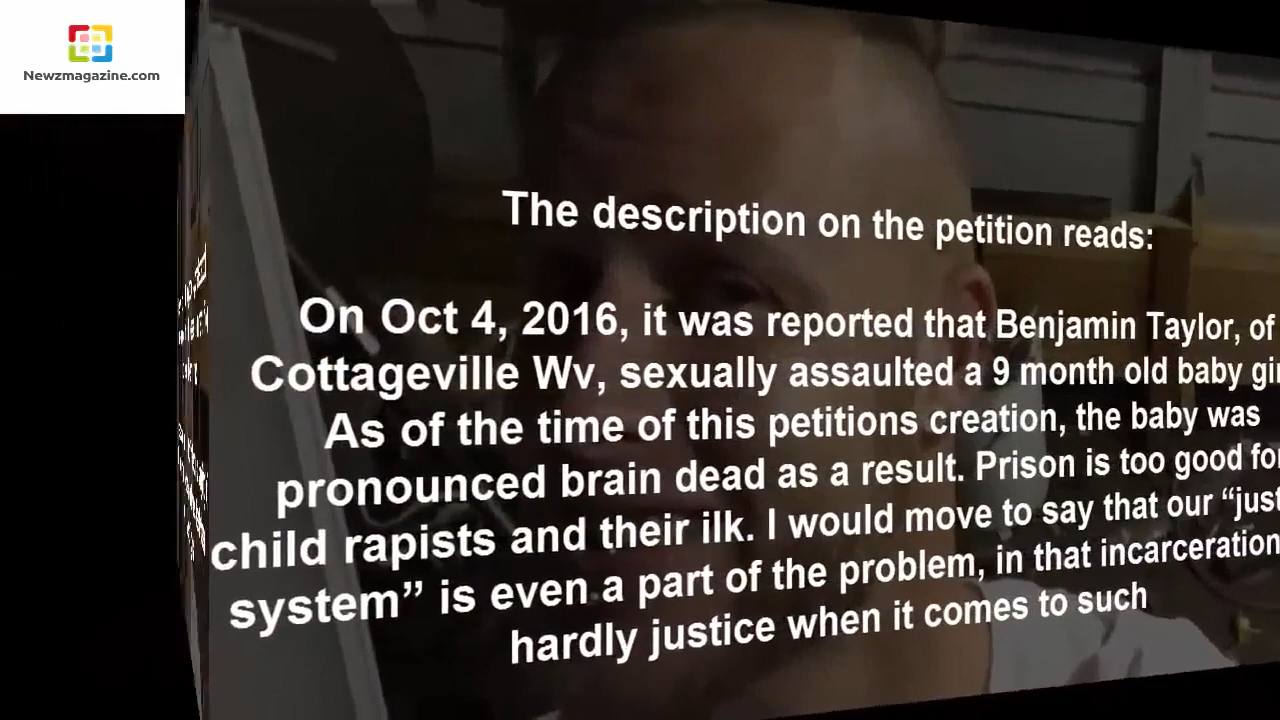 Newzmagazine.com
The description on the petition reads:
On Oct 4, 2016, it was reported that Benjamin Taylor, of
Cottageville Wv, sexually assaulted a 9 month old baby
As of the time of this petitions creation, the baby was
pronounced brain dead as a result. Prison is too good
child rapists and their ilk. I would move to say that our
system” is even a part of the problem, in that incarceration
hardly justice when it comes to such